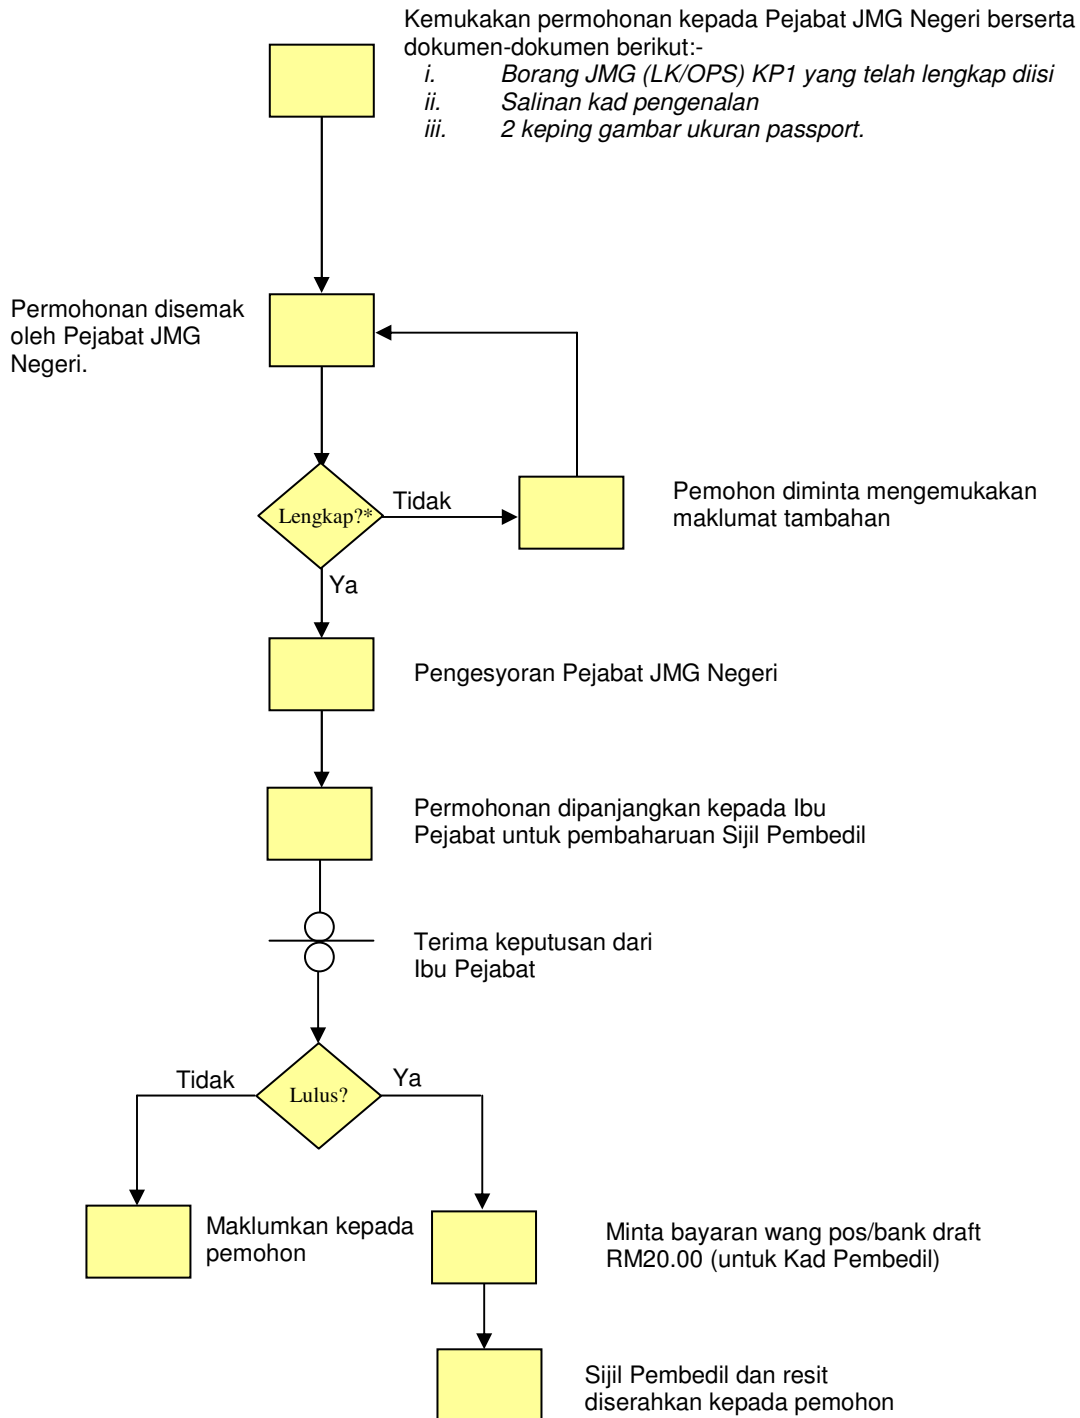 Kemukakan permohonan kepada Pejabat JMG Negeri berserta
dokumen-dokumen berikut:-
i. Borang JMG (LK/OPS) KP1 yang telah lengkap diisi
ii. Salinan kad pengenalan
iii. 2 keping gambar ukuran passport.
Permohonan disemak
oleh Pejabat JMG
Negeri.
Lengkap?*
Tidak
Pemohon diminta mengemukakan
maklumat tambahan
Ya
Pengesyoran Pejabat JMG Negeri
Permohonan dipanjangkan kepada Ibu
Pejabat untuk pembaharuan Sijil Pembedil
Terima keputusan dari
Ibu Pejabat
Tidak
Lulus?
Ya
Maklumkan kepada
pemohon
Minta bayaran wang pos/bank draft
RM20.00 (untuk Kad Pembedil)
Sijil Pembedil dan resit
diserahkan kepada pemohon